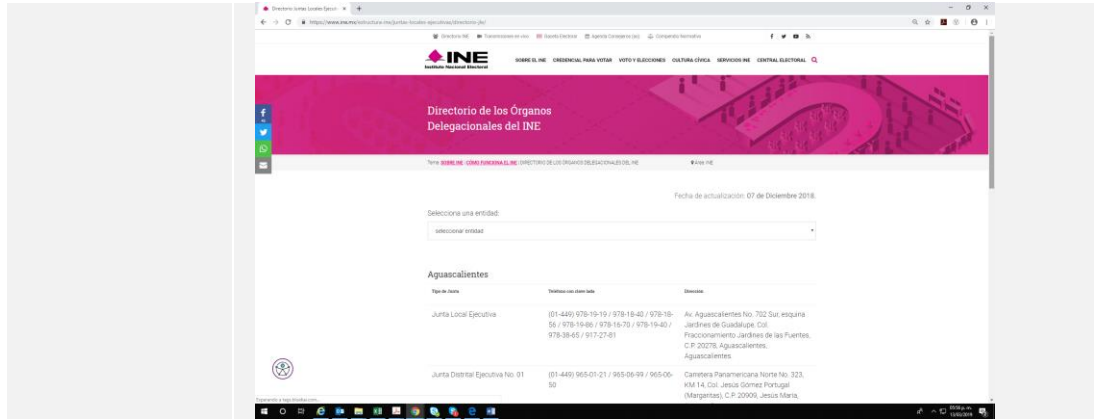 Directorio Juntas Locales Ejecuti
https://www.ine.mx/estructura-ine/juntas-locales-ejecutivas/directorio-jle/
Directorio INE Transmisiones en vivo Gaceta Electoral Agenda Consejeros (as) Compendio Normativo
INE
Instituto Nacional Electoral
SOBRE EL INE CREDENCIAL PARA VOTAR VOTO Y ELECCIONES CULTURA CÍVICA SERVICIOS INE CENTRAL ELECTORAL
Directorio de los Órganos
Delegacionales del INE
Tema: SOBRE INE CÓMO FUNCIONA EL INE DIRECTORIO DE LOS ÓRGANOS DELEGACIONALES DEL INE Área: INE
Fecha de actualización: 07 de Diciembre 2018.
Selecciona una entidad:
seleccionar entidad
Aguascalientes
Tipo de Junta Teléfono con clave lada Dirección
Junta Local Ejecutiva (01-449) 978-19-19 / 978-18-40 / 978-18- Av. Aguascalientes No. 702 Sur, esquina
56 / 978-19-86 / 978-16-70 / 978-19-40 / Jardines de Guadalupe. Col.
978-38-65 / 917-27-81 Fraccionamiento Jardines de las Fuentes,
C.P. 20278, Aguascalientes,
Aguascalientes.
Junta Distrital Ejecutiva No. 01 (01-449) 965-01-21 / 965-06-99 / 965-06- Carretera Panamericana Norte No. 323,
50 KM 14, Col. Jesús Gómez Portugal
(Margaritas), C.P. 20909, Jesús María,